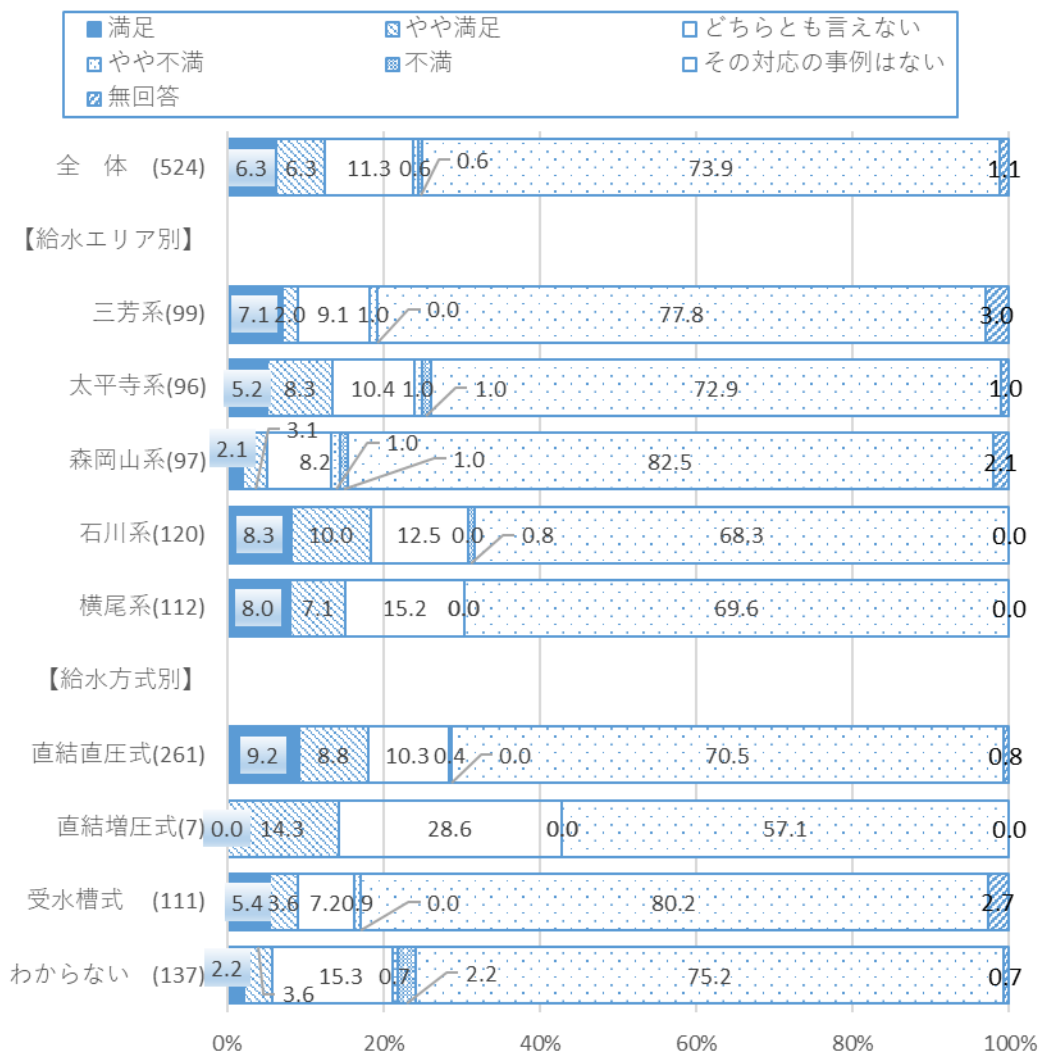 満足 やや満足 どちらとも言えない
やや不満 不満 その対応の事例はない
無回答
全　体　(524) 6.3 6.3 11.3 0.6 0.6 73.9 1.1
【給水エリア別】
三芳系(99) 7.1 2.0 9.1 1.0 0.0 77.8 3.0
太平寺系(96) 5.2 8.3 10.4 1.0 1.0 72.9 1.0
森岡山系(97) 2.1 3.1 8.2 1.0 1.0 82.5 2.1
石川系(120) 8.3 10.0 12.5 0.0 0.8 68.3 0.0
横尾系(112) 8.0 7.1 15.2 0.0 69.6 0.0
【給水方式別】
直結直圧式(261) 9.2 8.8 10.3 0.4 0.0 70.5 0.8
直結増圧式(7) 0.0 14.3 28.6 0.0 57.1 0.0
受水槽式　(111) 5.4 3.6 7.2 0.9 0.0 80.2 2.7
わからない　(137) 2.2 3.6 15.3 0.7 2.2 75.2 0.7
0% 20% 40% 60% 80% 100%